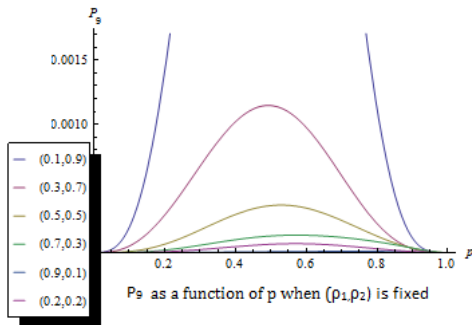 P9
0.0015
0.0010
(0.1,0.9)
(0.3,0.7)
(0.5,0.5)
(0.7,0.3)
(0.9,0.1)
(0.2,0.2)
0.2 0.4 0.6 0.8 1.0 p
P9 as a function of p when (ρ1,ρ2) is fixed